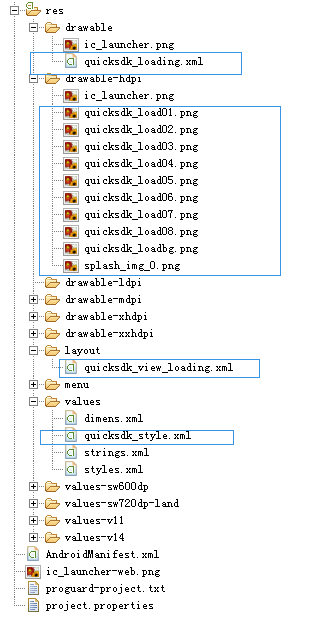 res
drawable
ic_launcher.png
quicksdk_loading.xml
drawable-hdpi
ic_launcher.png
quicksdk_load01.png
quicksdk_load02.png
quicksdk_load03.png
quicksdk_load04.png
quicksdk_load05.png
quicksdk_load06.png
quicksdk_load07.png
quicksdk_load08.png
quicksdk_loadbg.png
splash_img_0.png
drawable-ldpi
drawable-mdpi
drawable-xhdpi
drawable-xxhdpi
layout
quicksdk_view_loading.xml
menu
values
dimens.xml
quicksdk_style.xml
strings.xml
styles.xml
values-sw600dp
values-sw720dp-land
values-v11
values-v14
AndroidManifest.xml
ic_launcher-web.png
proguard-project.txt
project.properties